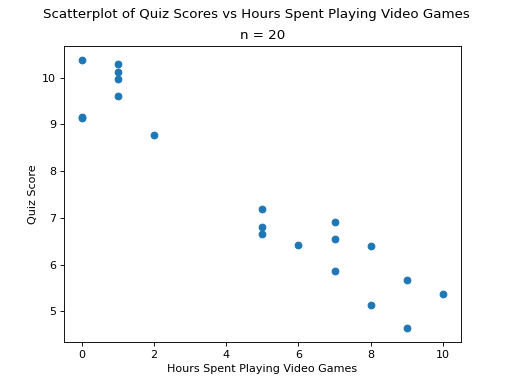 Scatterplot of Quiz Scores vs Hours Spent Playing Video Games
n = 20
10
9
8
7
6
5
Quiz Score
0 2 4 6 8 10
Hours Spent Playing Video Games